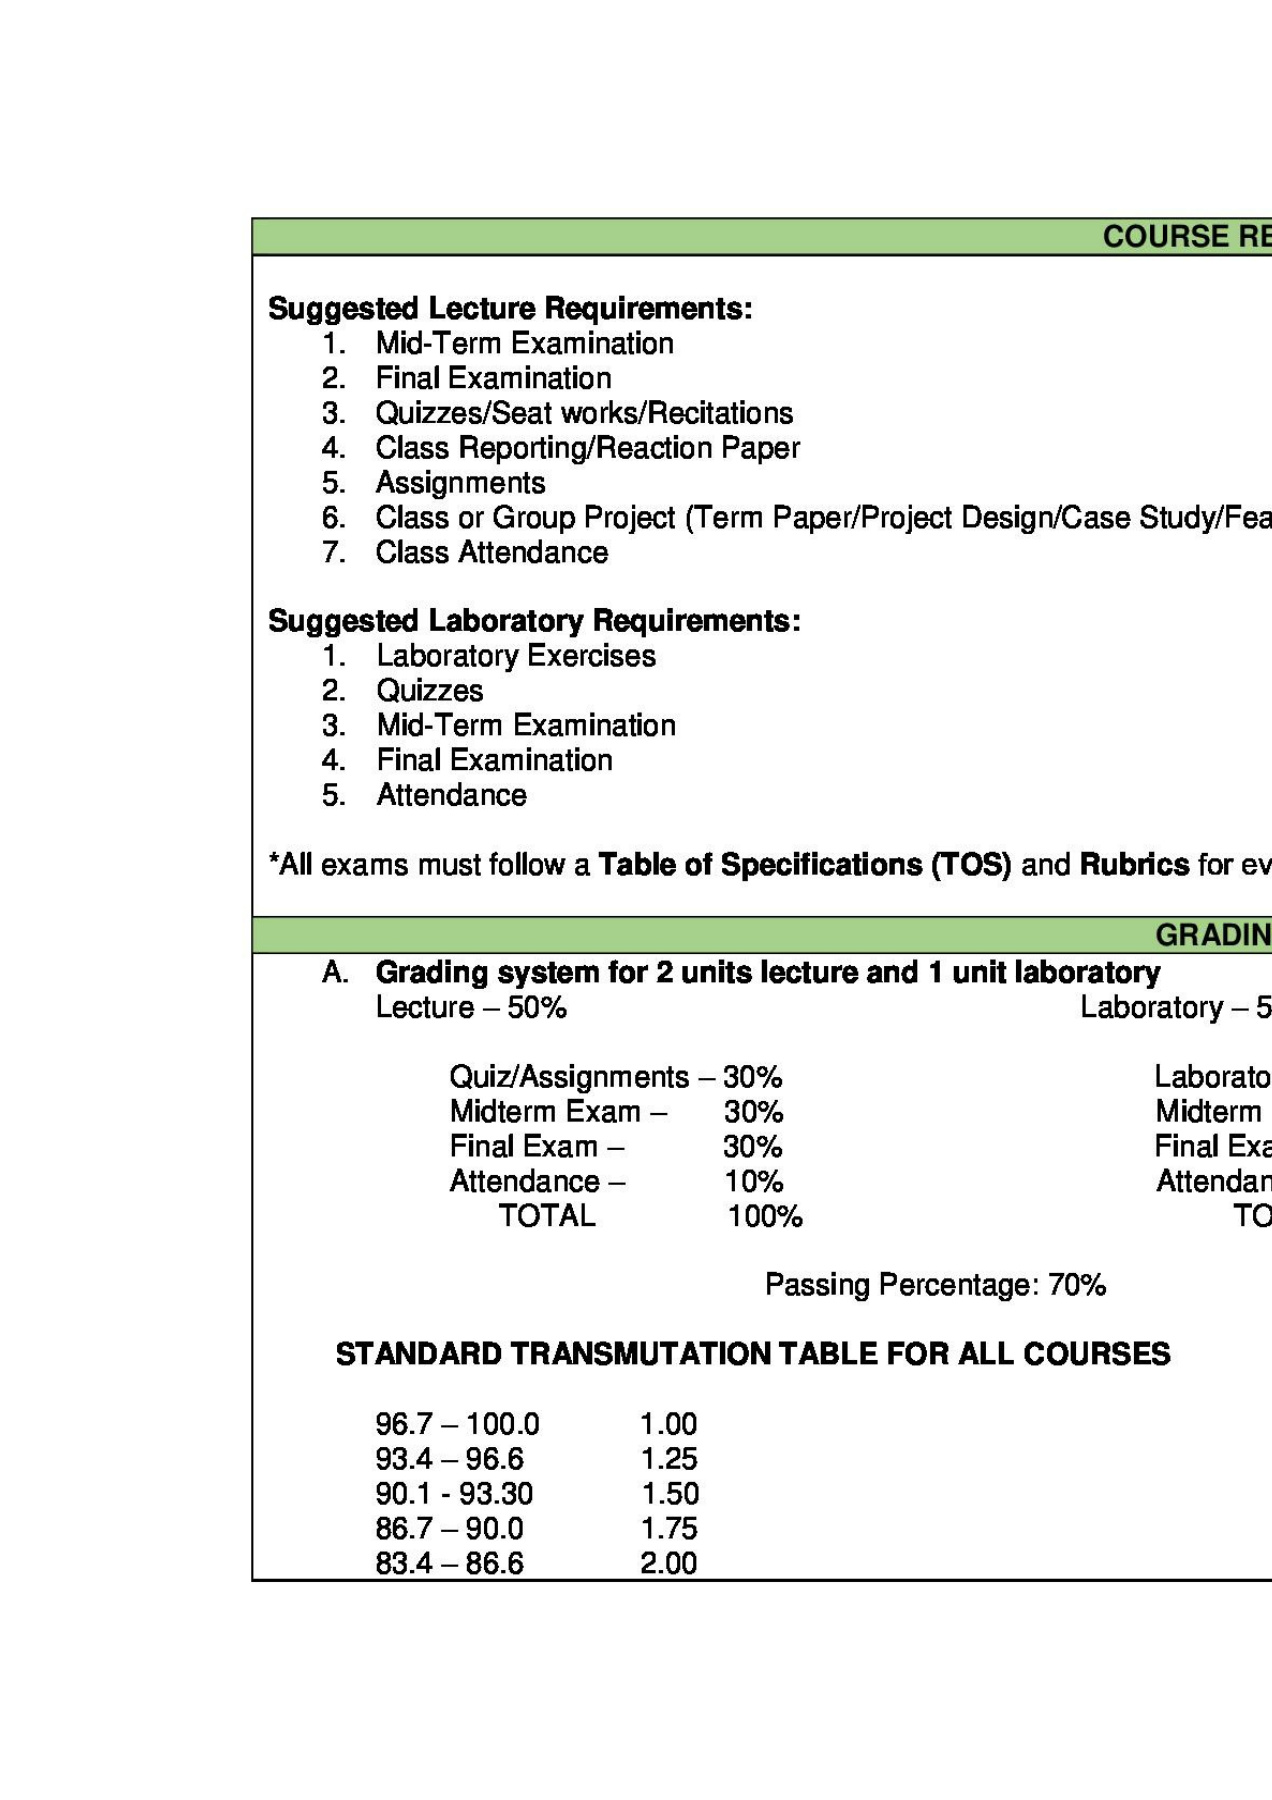 COURSE RE
Suggested Lecture Requirements:
1. Mid-Term Examination
2. Final Examination
3. Quizzes/Seat works/Recitations
4. Class Reporting/Reaction Paper
5. Assignments
6. Class or Group Project (Term Paper/Project Design/Case Study/Fea
7. Class Attendance
Suggested Laboratory Requirements:
1. Laboratory Exercises
2. Quizzes
3. Mid-Term Examination
4. Final Examination
5. Attendance
*All exams must follow a Table of Specifications (TOS) and Rubrics for ev
GRADIN
A. Grading system for 2 units lecture and 1 unit laboratory
Lecture – 50% Laboratory – 5
Quiz/Assignments – 30% Laborato
Midterm Exam – 30% Midterm
Final Exam – 30% Final Exa
Attendance – 10% Attendan
TOTAL 100% TO
Passing Percentage: 70%
STANDARD TRANSMUTATION TABLE FOR ALL COURSES
96.7 – 100.0 1.00
93.4 – 96.6 1.25
90.1 - 93.30 1.50
86.7 – 90.0 1.75
83.4 – 86.6 2.00